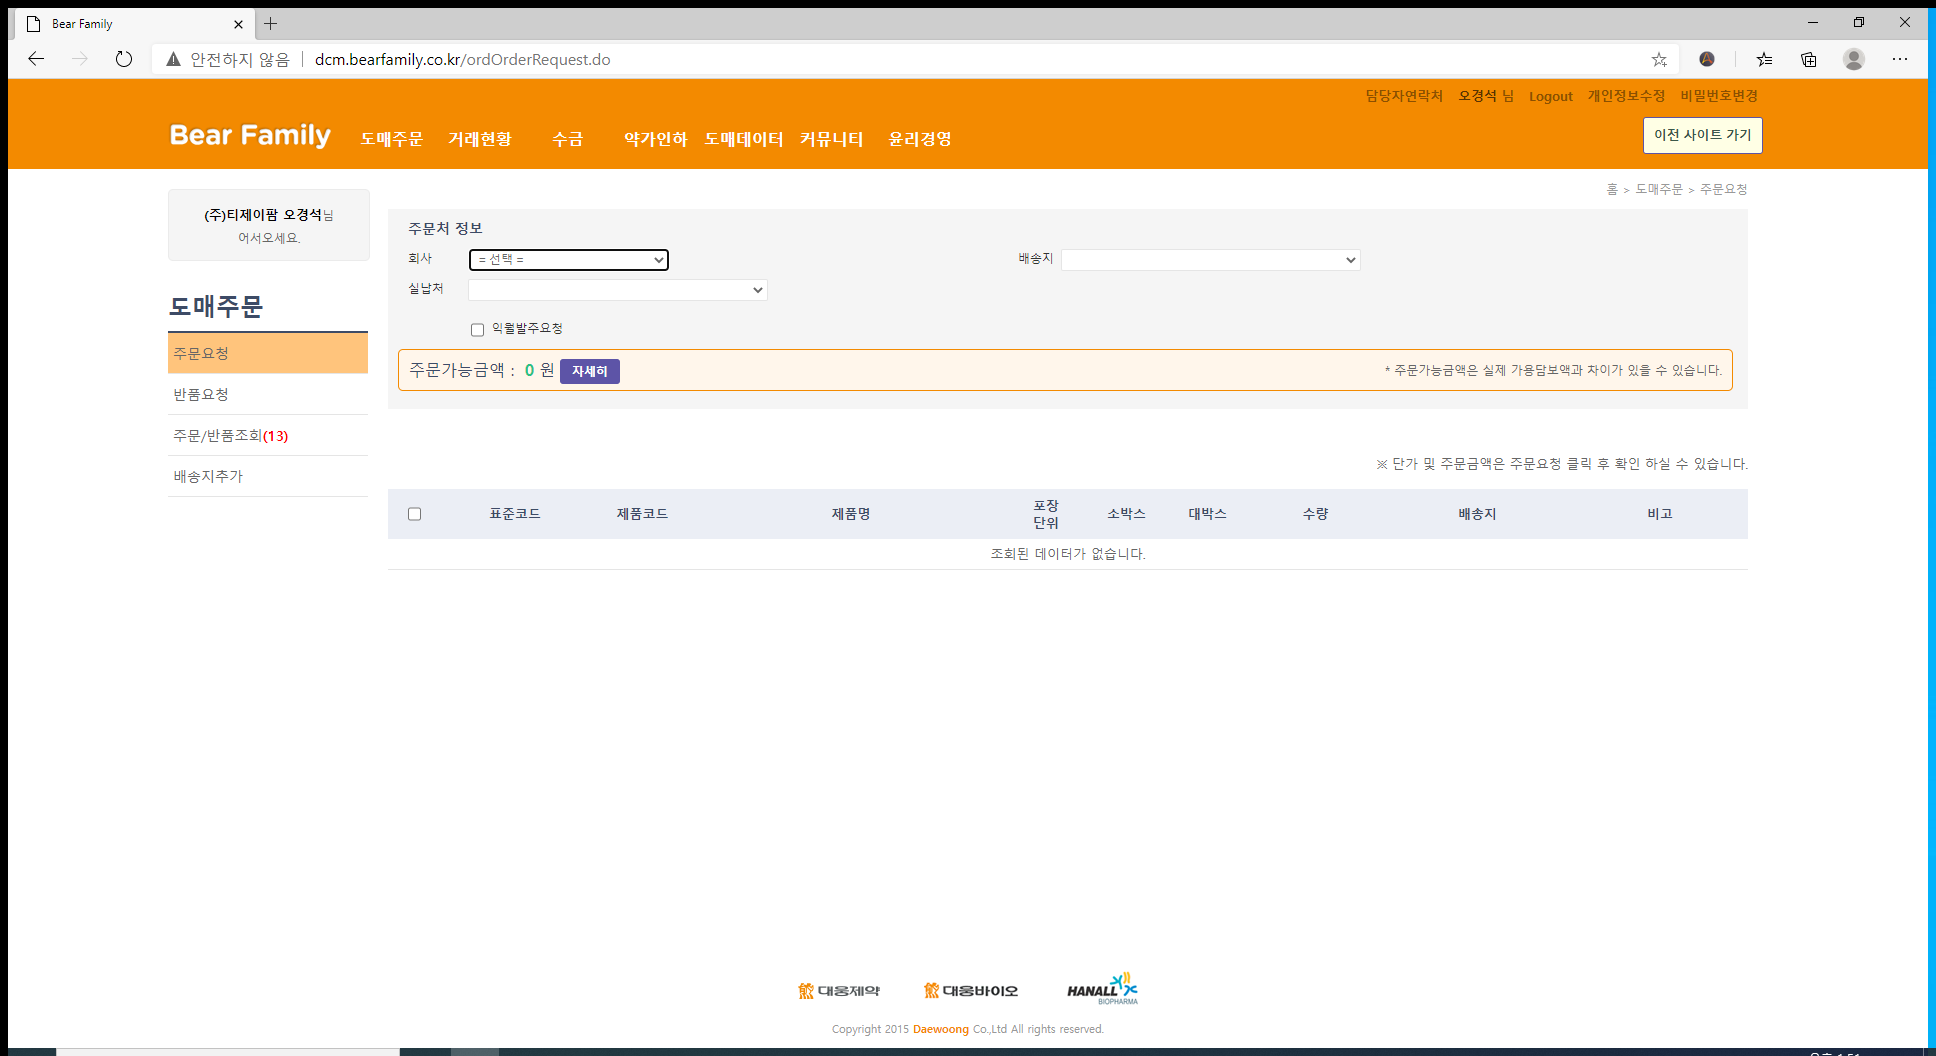 Bear Family
안전하지 않음 dcm.bearfamily.co.kr/ordOrderRequest.do
담당자연락처 오경석 님 Logout 개인정보수정 비밀번호변경
Bear Family 도매주문 거래현황 수금 약가인하 도매데이터 커뮤니티 윤리경영
이전 사이트 가기
홈 > 도매주문 > 주문요청
(주)티제이팜 오경석님
어서오세요.
도매주문
주문요청
반품요청
주문/반품조회(13)
배송지추가
주문처 정보
회사 = 선택 = 배송지
실납처
익월발주요청
주문가능금액 : 0 원 자세히 * 주문가능금액은 실제 가용담보액과 차이가 있을 수 있습니다.
※ 단가 및 주문금액은 주문요청 클릭 후 확인 하실 수 있습니다.
표준코드 제품코드 제품명 포장 단위 소박스 대박스 수량 배송지 비고
조회된 데이터가 없습니다.
대웅제약 대웅바이오 HANALL BIOPHARMA
Copyright 2015 Daewoong Co.,Ltd All rights reserved.